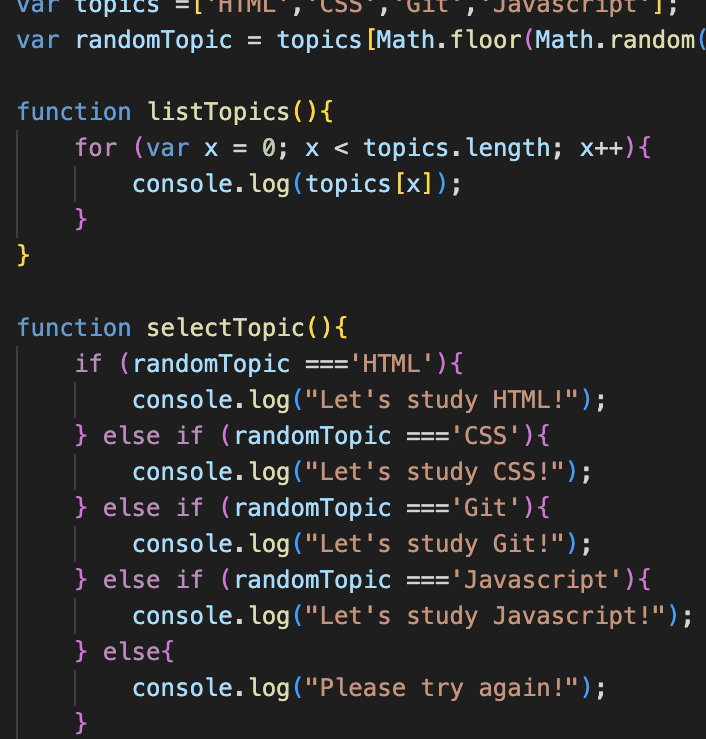 var topics =['HTML','CSS','Git','Javascript'];
var randomTopic = topics[Math.floor(Math.random(
function listTopics(){
for (var x = 0; x < topics.length; x++){
console.log(topics[x]);
}
}
function selectTopic(){
if (randomTopic ==='HTML'){
console.log("Let's study HTML!");
} else if (randomTopic ==='CSS'){
console.log("Let's study CSS!");
} else if (randomTopic ==='Git'){
console.log("Let's study Git!");
} else if (randomTopic ==='Javascript'){
console.log("Let's study Javascript!");
} else{
console.log("Please try again!");
}